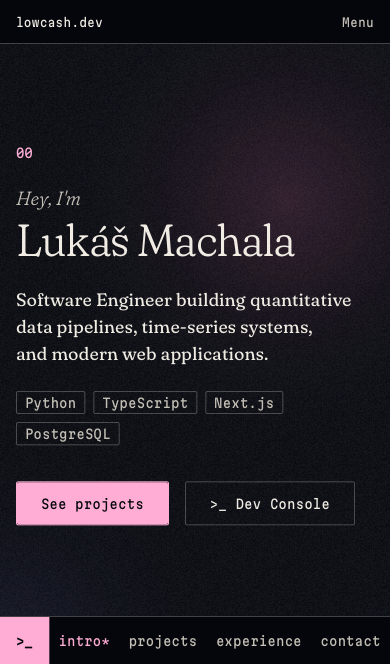 lowcash.dev Menu
00
Hey, I'm
Lukáš Machala
Software Engineer building quantitative
data pipelines, time-series systems,
and modern web applications.
Python TypeScript Next.js
PostgreSQL
See projects >_ Dev Console
>_ intro* projects experience contact